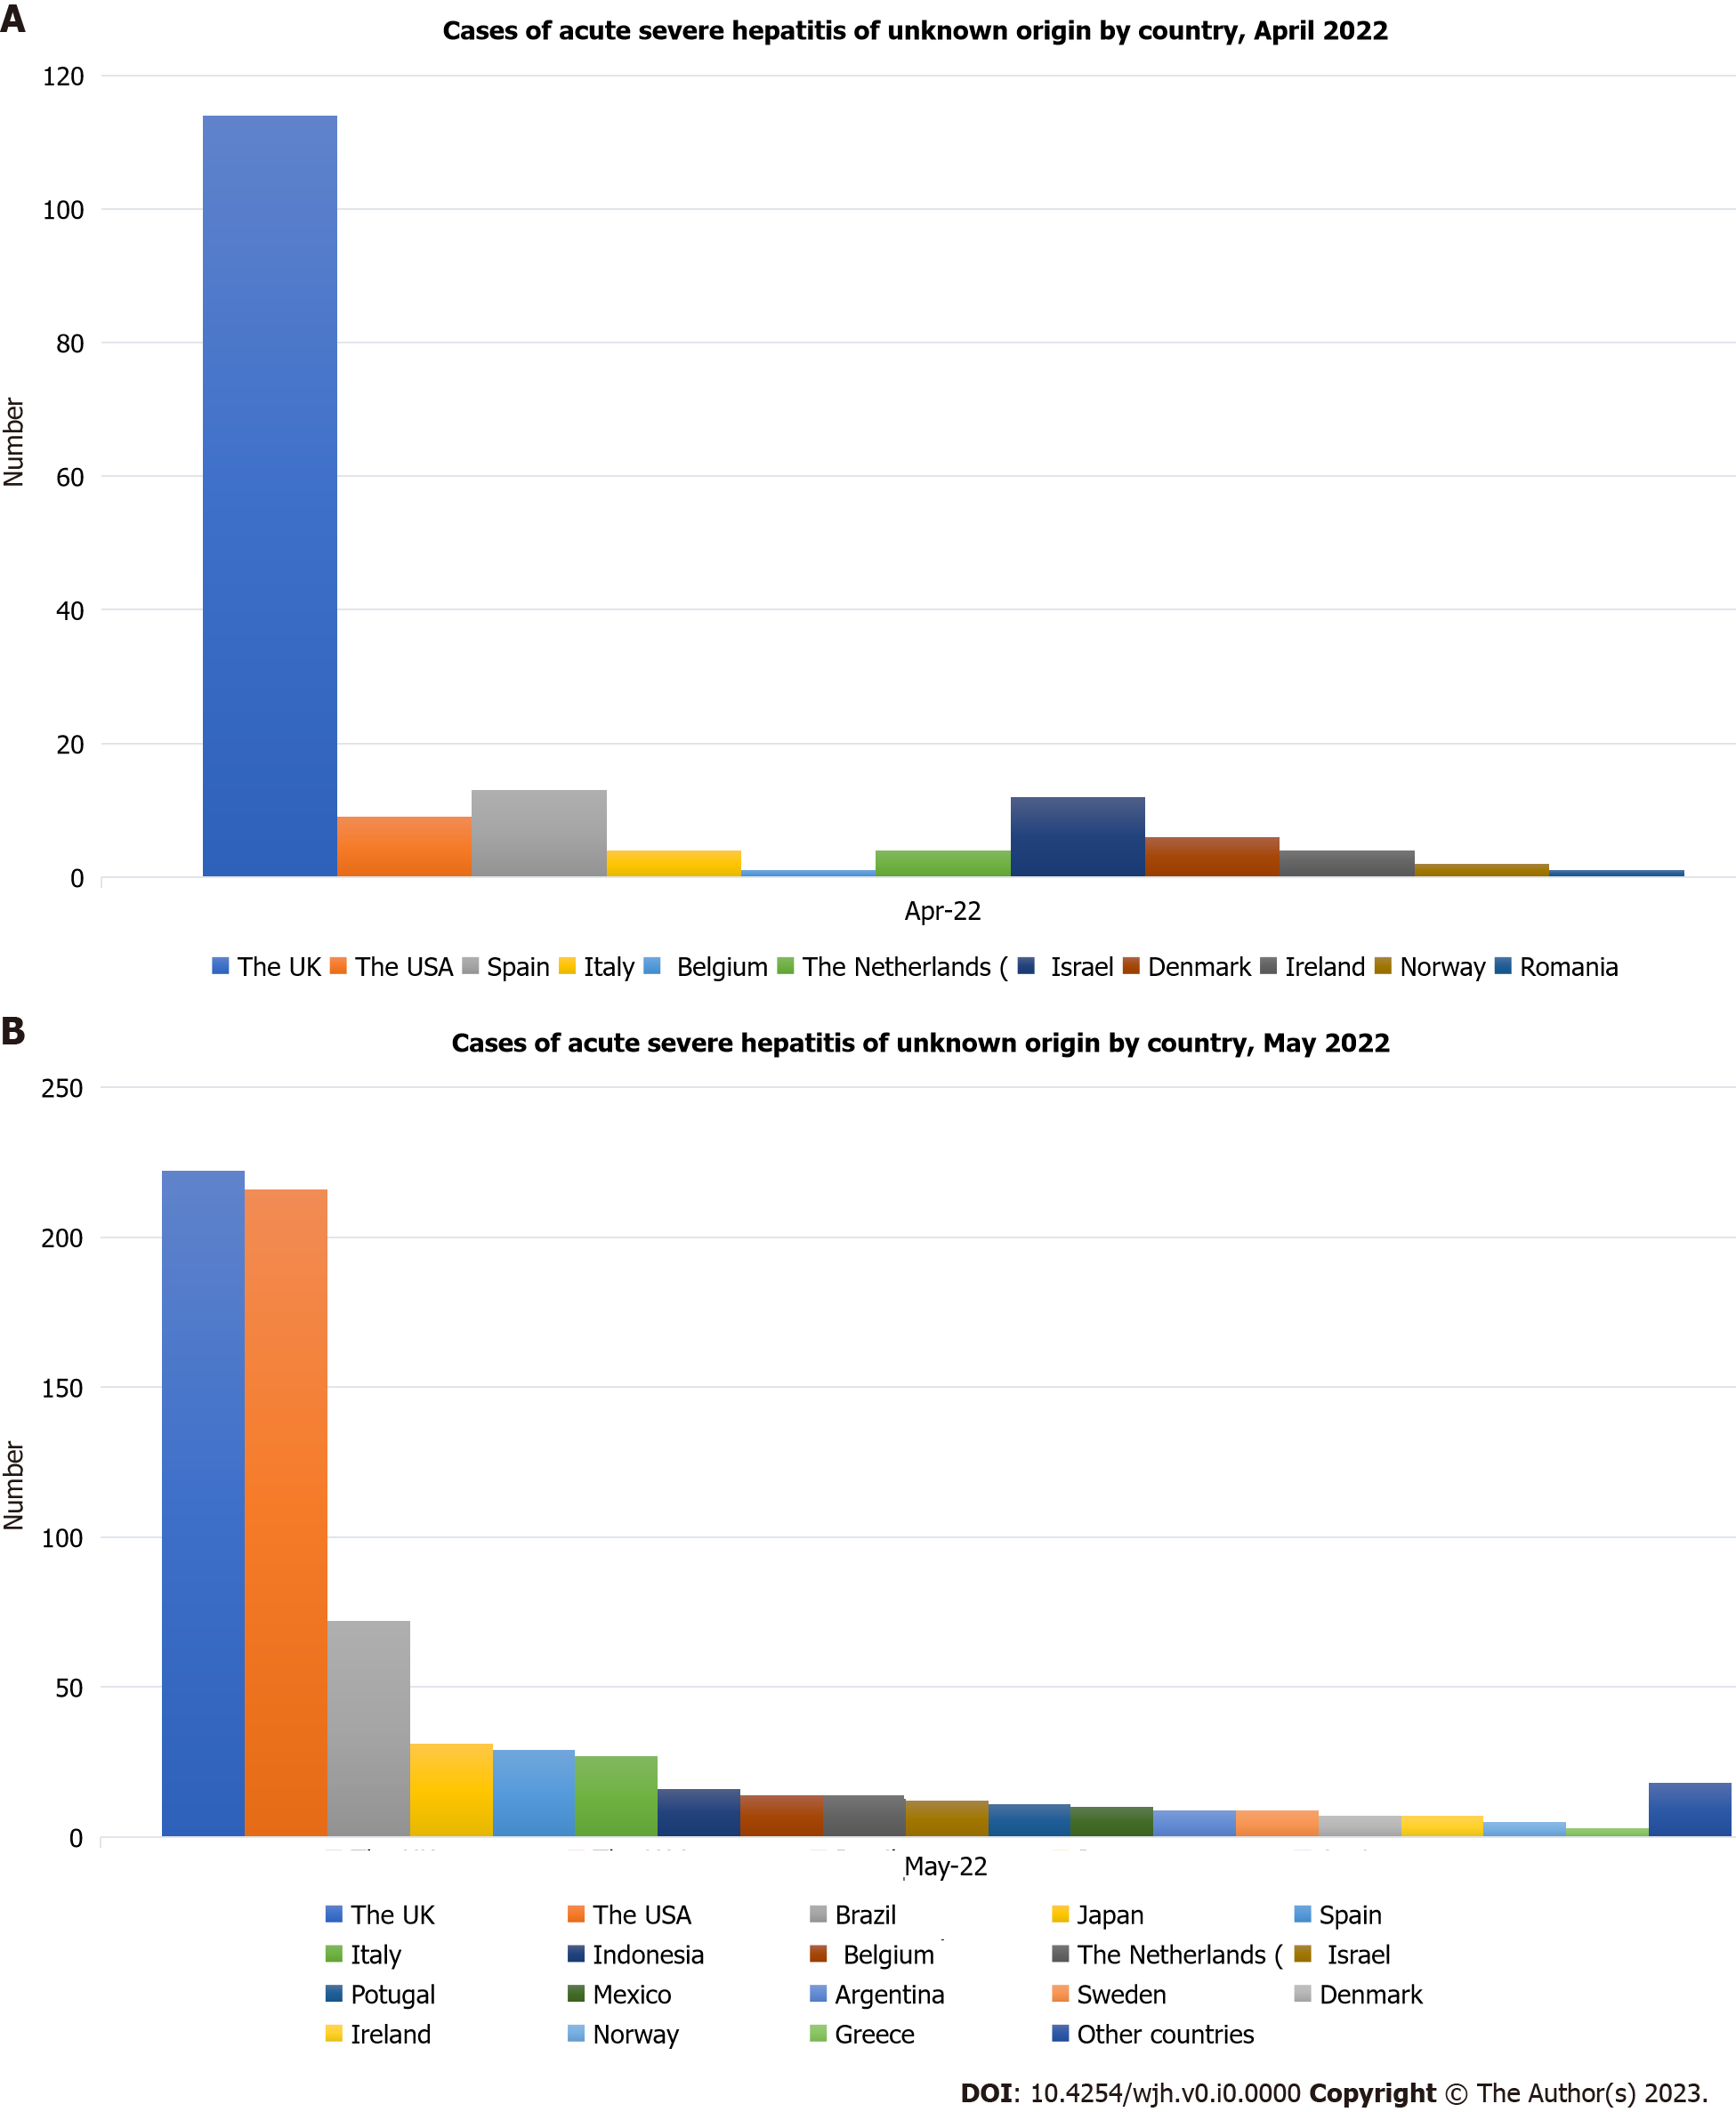 A
Cases of acute severe hepatitis of unknown origin by country, April 2022
120
100
80
60
40
20
0
Number
Apr-22
The UK The USA Spain Italy Belgium The Netherlands ( Israel Denmark Ireland Norway Romania
B
Cases of acute severe hepatitis of unknown origin by country, May 2022
250
200
150
100
50
0
Number
May-22
The UK The USA Brazil Japan Spain
Italy Indonesia Belgium The Netherlands ( Israel
Potugal Mexico Argentina Sweden Denmark
Ireland Norway Greece Other countries
DOI: 10.4254/wjh.v0.i0.0000 Copyright © The Author(s) 2023.